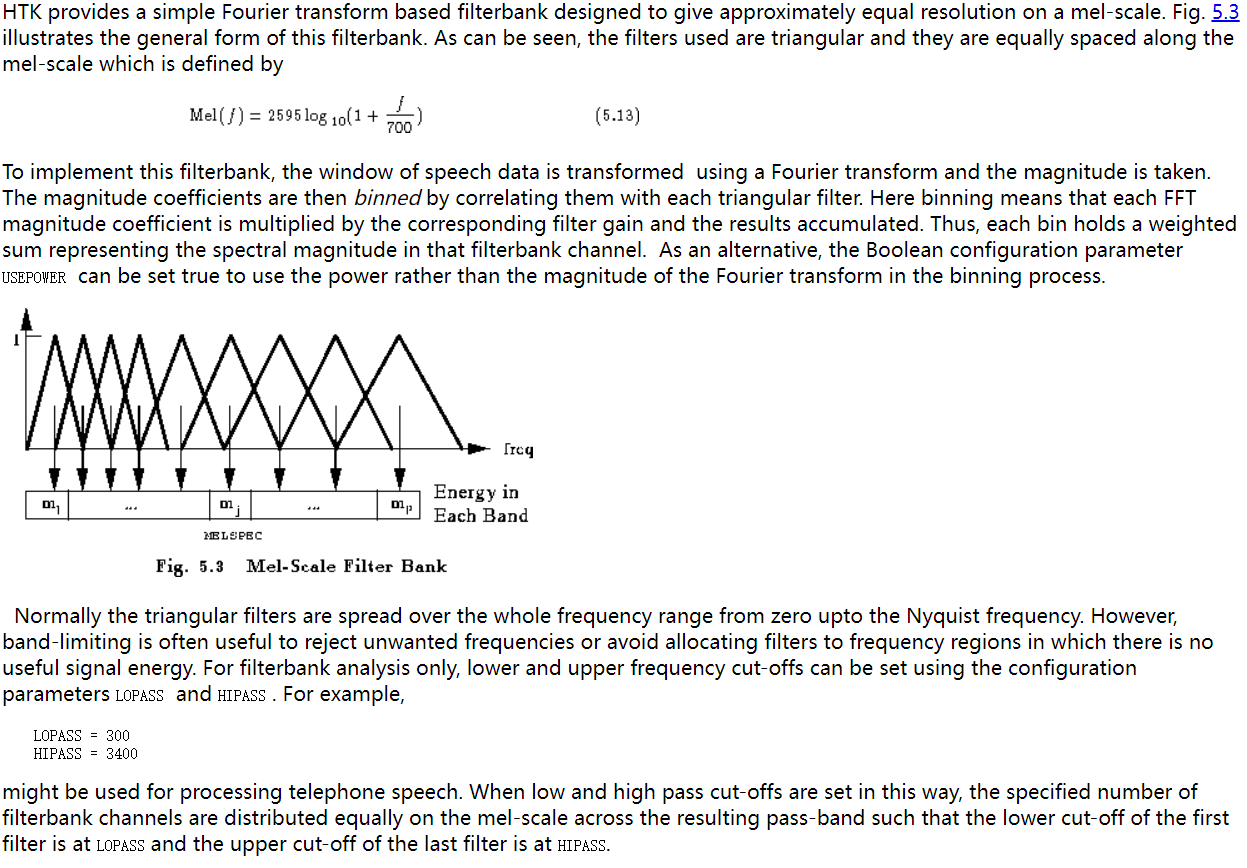 HTK provides a simple Fourier transform based filterbank designed to give approximately equal resolution on a mel-scale. Fig. 5.3
illustrates the general form of this filterbank. As can be seen, the filters used are triangular and they are equally spaced along the
mel-scale which is defined by
Mel(f) = 2595 log 10(1 + f/700) (5.13)
To implement this filterbank, the window of speech data is transformed using a Fourier transform and the magnitude is taken.
The magnitude coefficients are then binned by correlating them with each triangular filter. Here binning means that each FFT
magnitude coefficient is multiplied by the corresponding filter gain and the results accumulated. Thus, each bin holds a weighted
sum representing the spectral magnitude in that filterbank channel. As an alternative, the Boolean configuration parameter
USEPOWER can be set true to use the power rather than the magnitude of the Fourier transform in the binning process.
1
freq
m1 ... mj ... mp
Energy in
Each Band
MELSPEC
Fig. 5.3 Mel-Scale Filter Bank
Normally the triangular filters are spread over the whole frequency range from zero upto the Nyquist frequency. However,
band-limiting is often useful to reject unwanted frequencies or avoid allocating filters to frequency regions in which there is no
useful signal energy. For filterbank analysis only, lower and upper frequency cut-offs can be set using the configuration
parameters LOPASS and HIPASS . For example,
LOPASS = 300
HIPASS = 3400
might be used for processing telephone speech. When low and high pass cut-offs are set in this way, the specified number of
filterbank channels are distributed equally on the mel-scale across the resulting pass-band such that the lower cut-off of the first
filter is at LOPASS and the upper cut-off of the last filter is at HIPASS.